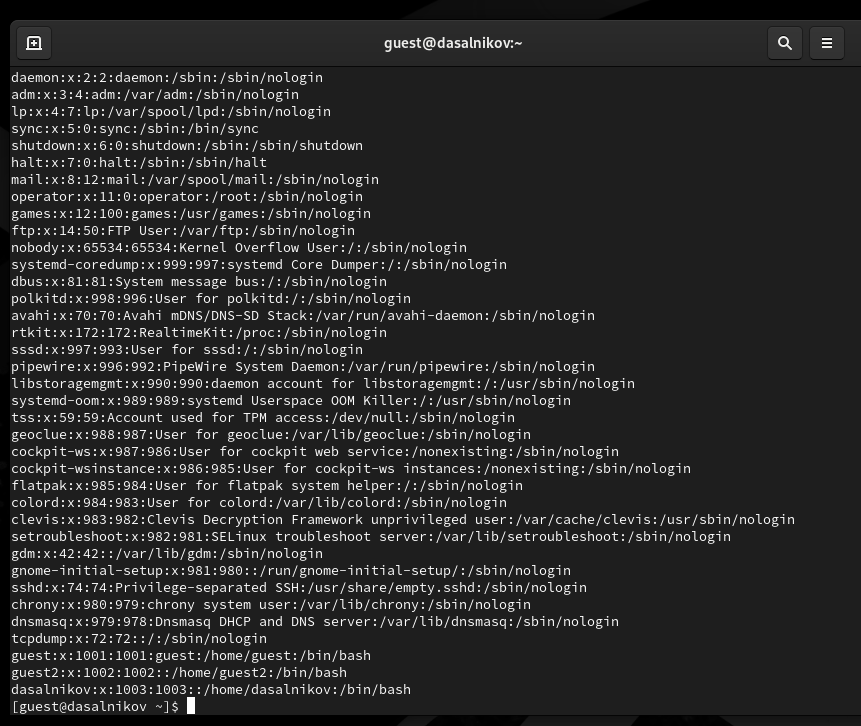 guest@dasalnikov:~
daemon:x:2:2:daemon:/sbin:/sbin/nologin
adm:x:3:4:adm:/var/adm:/sbin/nologin
lp:x:4:7:lp:/var/spool/lpd:/sbin/nologin
sync:x:5:0:sync:/sbin:/bin/sync
shutdown:x:6:0:shutdown:/sbin:/sbin/shutdown
halt:x:7:0:halt:/sbin:/sbin/halt
mail:x:8:12:mail:/var/spool/mail:/sbin/nologin
operator:x:11:0:operator:/root:/sbin/nologin
games:x:12:100:games:/usr/games:/sbin/nologin
ftp:x:14:50:FTP User:/var/ftp:/sbin/nologin
nobody:x:65534:65534:Kernel Overflow User:/:/sbin/nologin
systemd-coredump:x:999:997:systemd Core Dumper:/:/sbin/nologin
dbus:x:81:81:System message bus:/:/sbin/nologin
polkitd:x:998:996:User for polkitd:/:/sbin/nologin
avahi:x:70:70:Avahi mDNS/DNS-SD Stack:/var/run/avahi-daemon:/sbin/nologin
rtkit:x:172:172:RealtimeKit:/proc:/sbin/nologin
sssd:x:997:993:User for sssd:/:/sbin/nologin
pipewire:x:996:992:PipeWire System Daemon:/var/run/pipewire:/sbin/nologin
libstoragemgmt:x:990:990:daemon account for libstoragemgmt:/:/usr/sbin/nologin
systemd-oom:x:989:989:systemd Userspace OOM Killer:/:/usr/sbin/nologin
tss:x:59:59:Account used for TPM access:/dev/null:/sbin/nologin
geoclue:x:988:987:User for geoclue:/var/lib/geoclue:/sbin/nologin
cockpit-ws:x:987:986:User for cockpit web service:/nonexisting:/sbin/nologin
cockpit-wsinstance:x:986:985:User for cockpit-ws instances:/nonexisting:/sbin/nologin
flatpak:x:985:984:User for flatpak system helper:/:/sbin/nologin
colord:x:984:983:User for colord:/var/lib/colord:/sbin/nologin
clevis:x:983:982:Clevis Decryption Framework unprivileged user:/var/cache/clevis:/usr/sbin/nologin
setroubleshoot:x:982:981:SELinux troubleshoot server:/var/lib/setroubleshoot:/sbin/nologin
gdm:x:42:42::/var/lib/gdm:/sbin/nologin
gnome-initial-setup:x:981:980::/run/gnome-initial-setup/:/sbin/nologin
sshd:x:74:74:Privilege-separated SSH:/usr/share/empty.sshd:/sbin/nologin
chrony:x:980:979:chrony system user:/var/lib/chrony:/sbin/nologin
dnsmasq:x:979:978:Dnsmasq DHCP and DNS server:/var/lib/dnsmasq:/sbin/nologin
tcpdump:x:72:72::/:/sbin/nologin
guest:x:1001:1001:guest:/home/guest:/bin/bash
guest2:x:1002:1002::/home/guest2:/bin/bash
dasalnikov:x:1003:1003::/home/dasalnikov:/bin/bash
[guest@dasalnikov ~]$